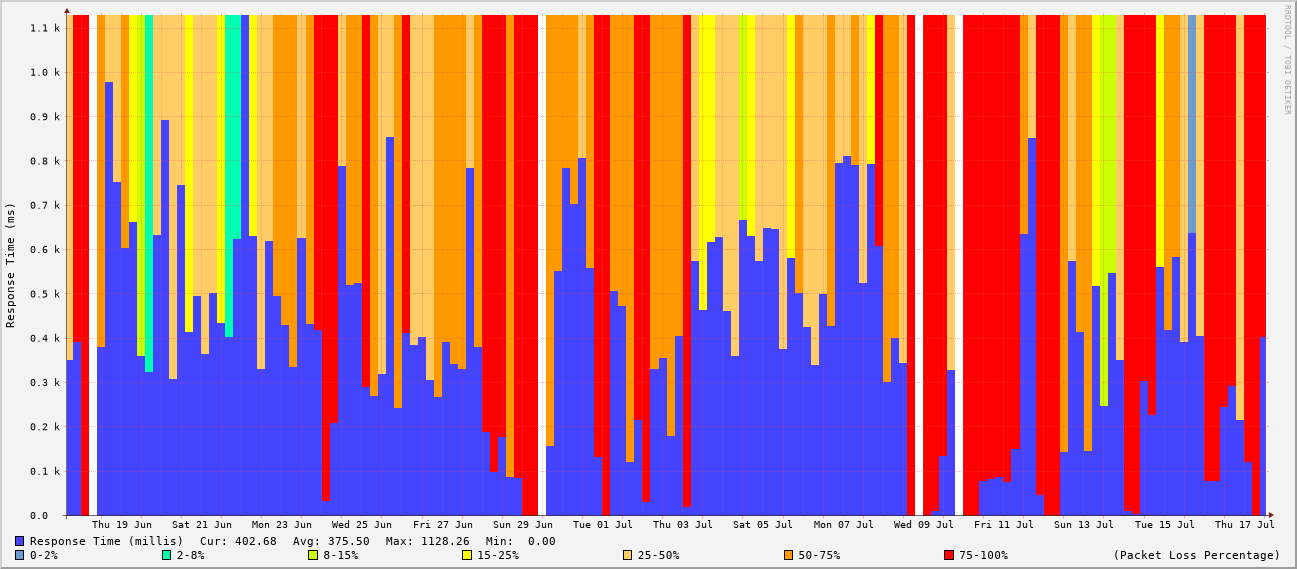 1.1 k
1.0 k
0.9 k
0.8 k
0.7 k
0.6 k
0.5 k
0.4 k
0.3 k
0.2 k
0.1 k
0.0
Response Time (ms)
RRDTOOL / TOBI OETIKER
Thu 19 Jun Sat 21 Jun Mon 23 Jun Wed 25 Jun Fri 27 Jun Sun 29 Jun Tue 01 Jul Thu 03 Jul Sat 05 Jul Mon 07 Jul Wed 09 Jul Fri 11 Jul Sun 13 Jul Tue 15 Jul Thu 17 Jul
Response Time (millis) Cur: 402.68 Avg: 375.50 Max: 1128.26 Min: 0.00
0-2% 2-8% 8-15% 15-25% 25-50% 50-75% 75-100% (Packet Loss Percentage)